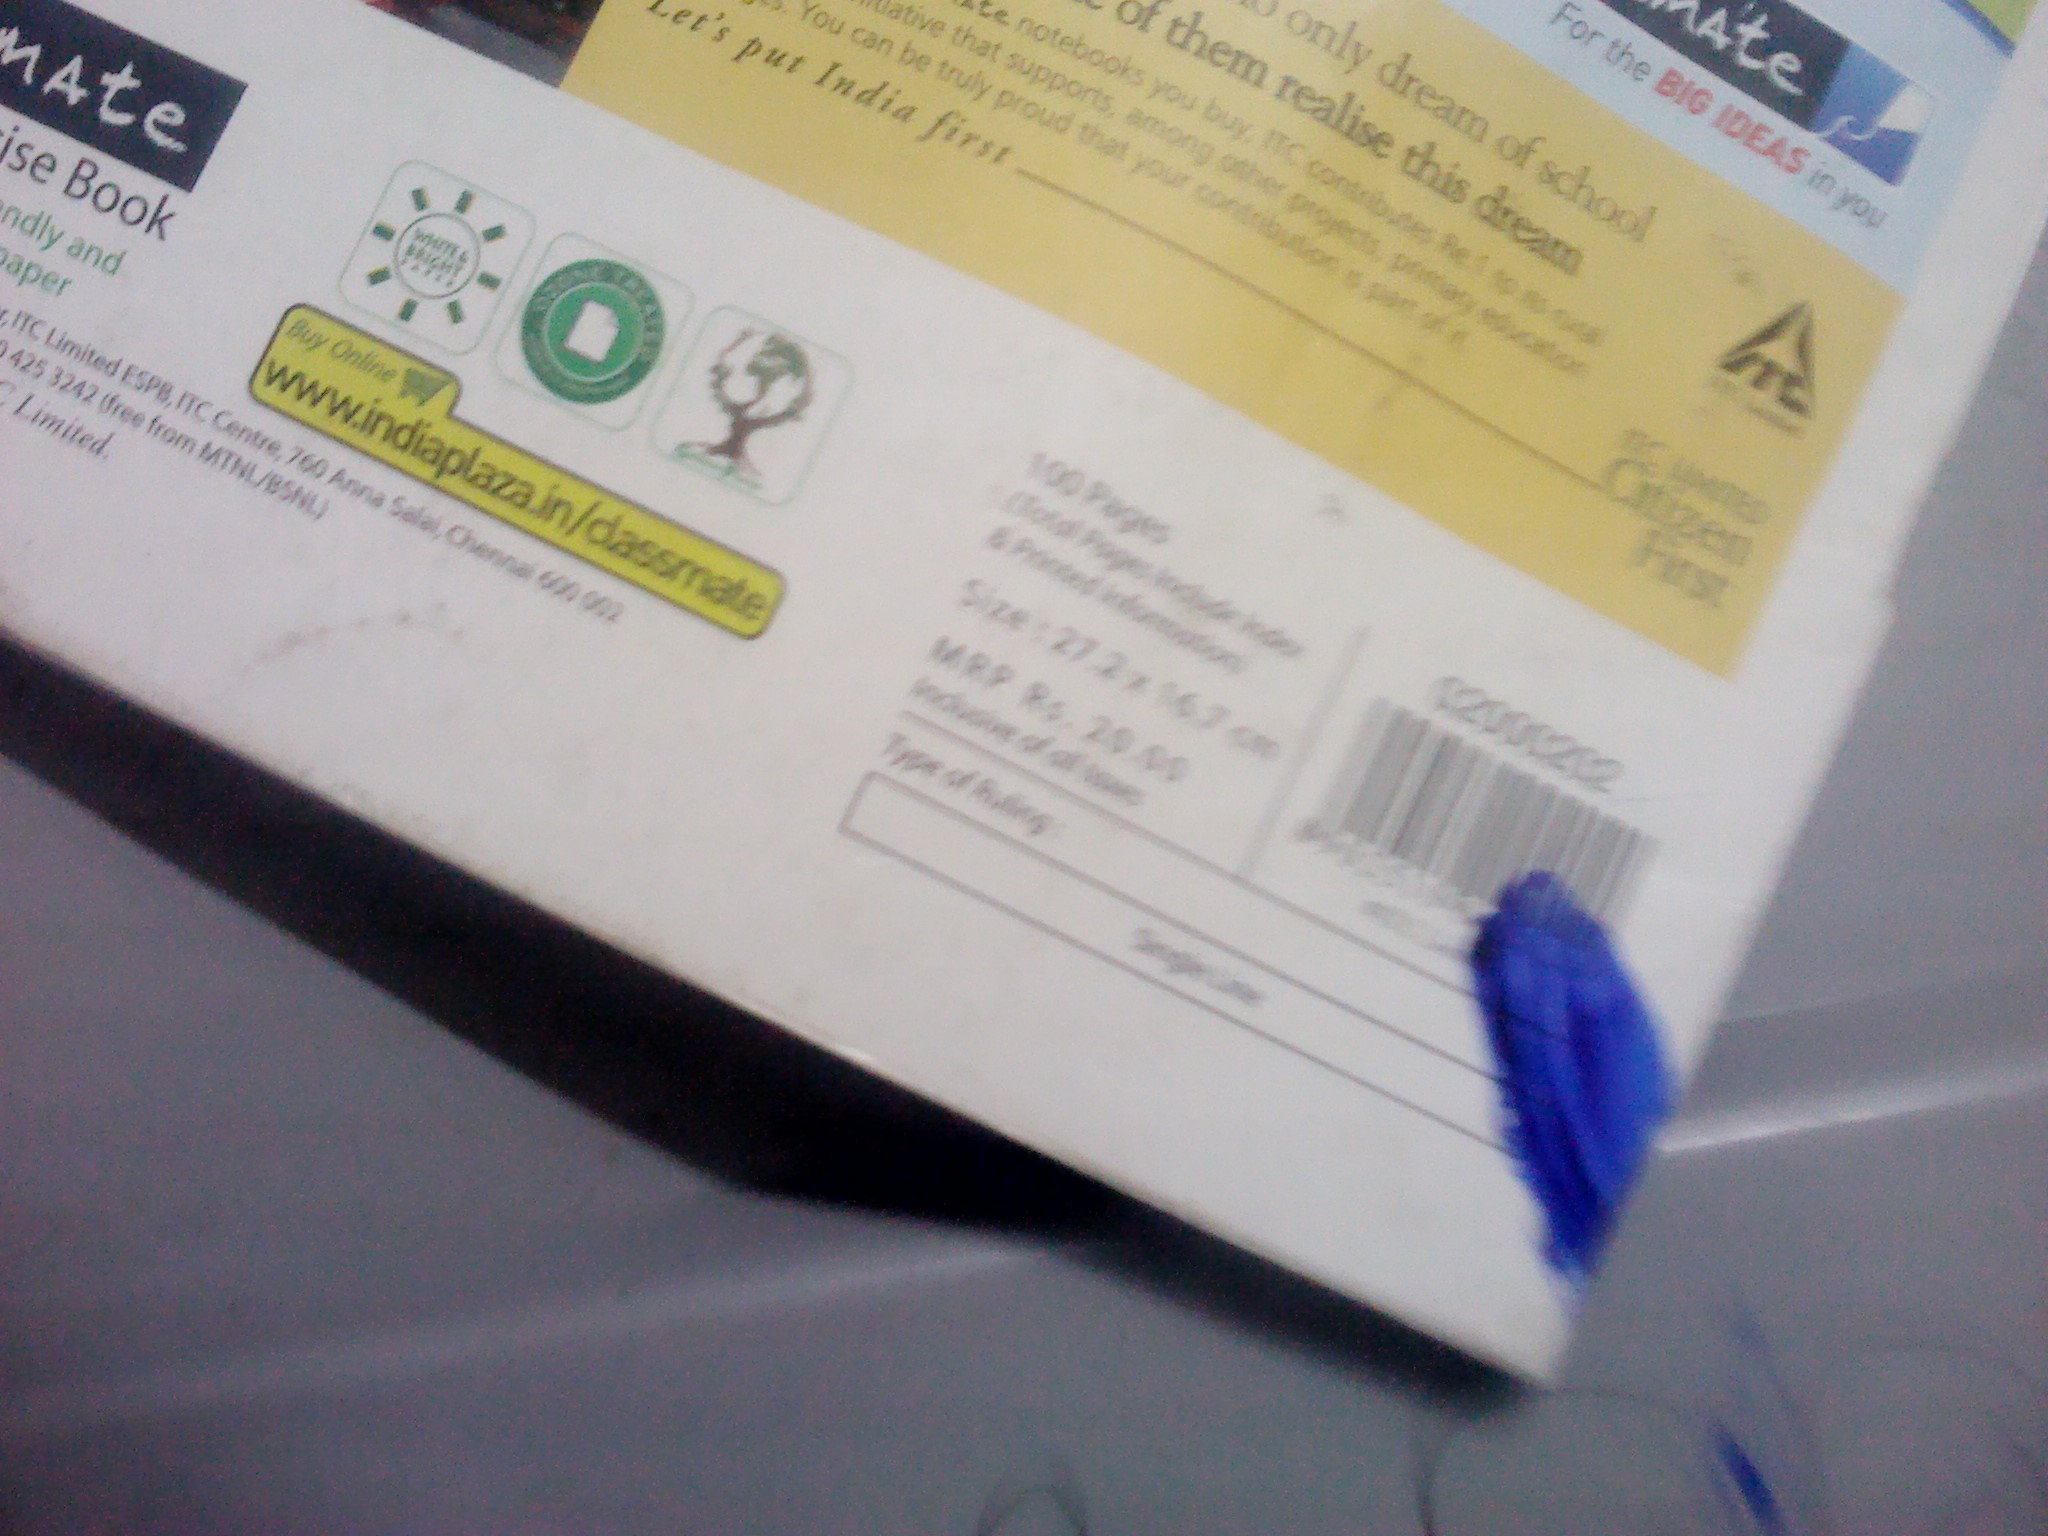 mate
For the BIG IDEAS in you
only dream of school
of them realise this dream
notebooks you buy, ITC contributes Re.1 to its rural
initiative that supports, among other projects, primary education
You can be truly proud that your contribution is part of it.
Let's put India first
ITC
ITC LIMITED
Citizen
First
mate
Book
and
paper
WHITE &
BRIGHT
PAPER
Buy Online
www.indiaplaza.in/classmate
ITC Limited ESPB, ITC Centre, 760 Anna Salai, Chennai 600 002
425 3242 (free from MTNL/BSNL)
Limited.
100 Pages
(Total Pages include index
& Printed information)
Size : 27.2 x 16.7 cm
MRP Rs. 20.00
Inclusive of all taxes
Type of Ruling :
Single Line
02000202